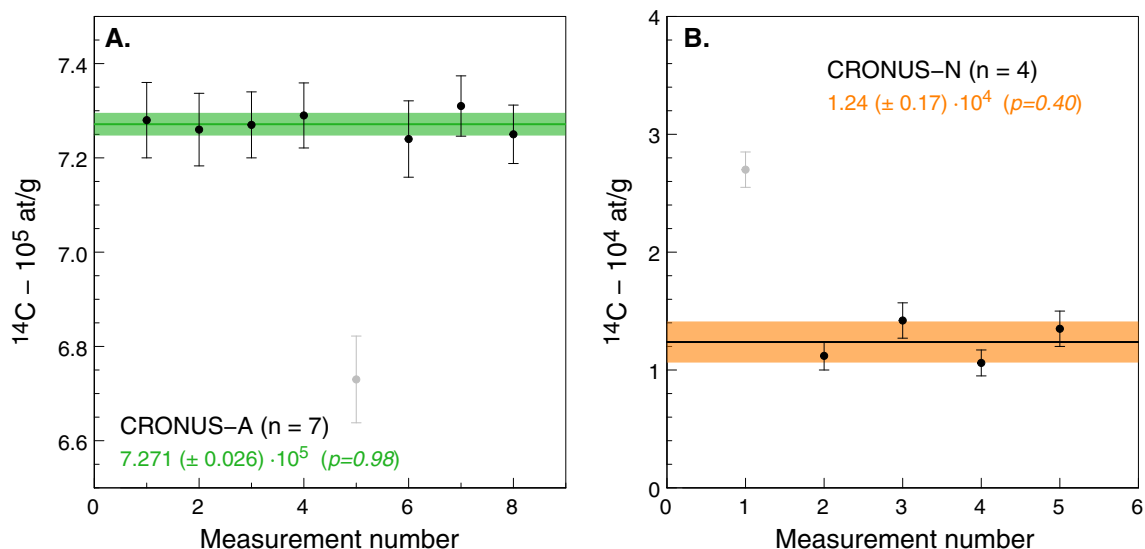 A.
7.4
7.2
7.0
6.8
6.6
¹⁴C − 10⁵ at/g
CRONUS−A (n = 7)
7.271 (± 0.026) ·10⁵ (p=0.98)
0 2 4 6 8
Measurement number
B.
4
3
2
1
0
¹⁴C − 10⁴ at/g
CRONUS−N (n = 4)
1.24 (± 0.17) ·10⁴ (p=0.40)
0 1 2 3 4 5 6
Measurement number